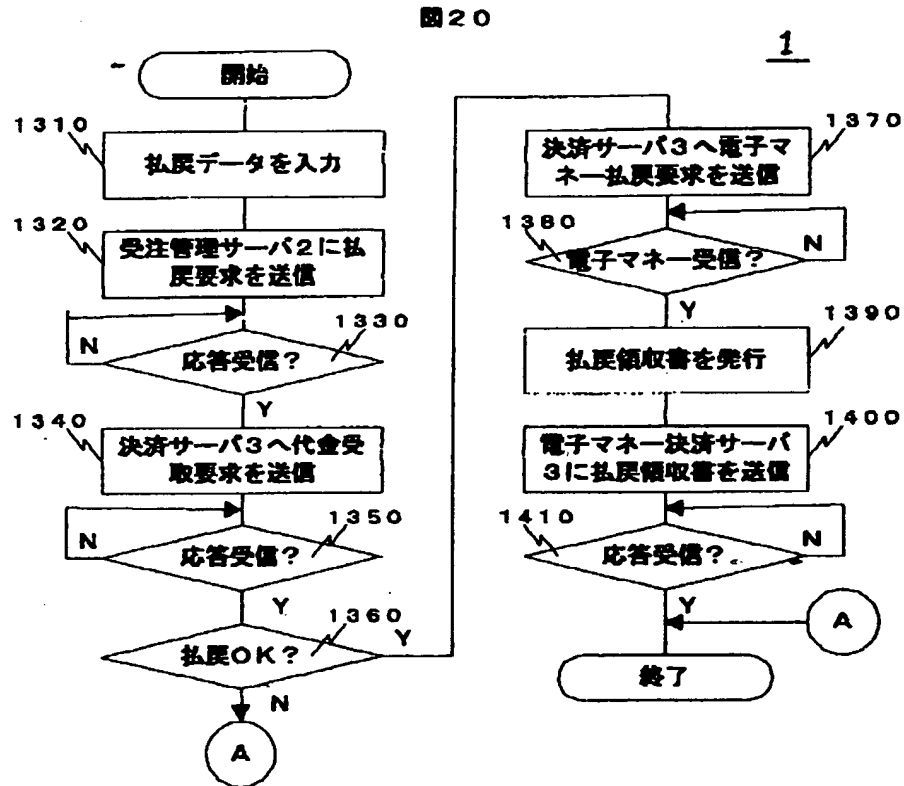 図20
1
開始
1310
払戻データを入力
1320
受注管理サーバ2に払
戻要求を送信
1330
応答受信?
N
Y
1340
決済サーバ3へ代金受
取要求を送信
1350
応答受信?
N
Y
1360
払戻OK?
Y
N
A
1370
決済サーバ3へ電子マ
ネー払戻要求を送信
1380
電子マネー受信?
N
Y
1390
払戻領収書を発行
1400
電子マネー決済サーバ
3に払戻領収書を送信
1410
応答受信?
N
Y
A
終了